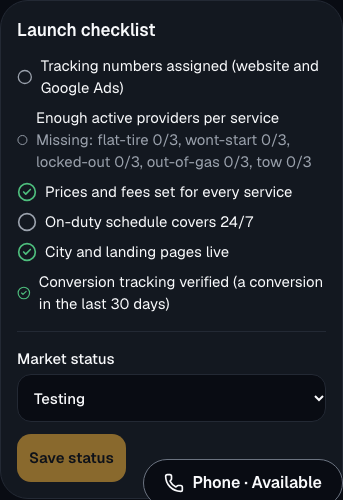 Launch checklist
Tracking numbers assigned (website and
Google Ads)
Enough active providers per service
Missing: flat-tire 0/3, wont-start 0/3,
locked-out 0/3, out-of-gas 0/3, tow 0/3
Prices and fees set for every service
On-duty schedule covers 24/7
City and landing pages live
Conversion tracking verified (a conversion
in the last 30 days)
Market status
Testing
Save status
Phone · Available